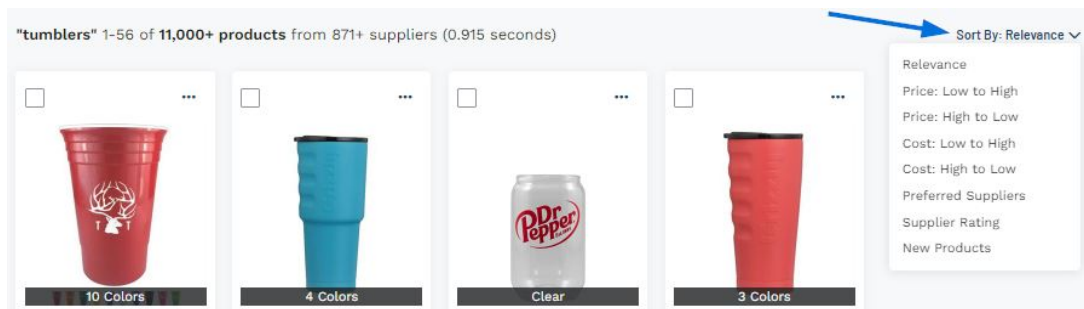 "tumblers" 1-56 of 11,000+ products from 871+ suppliers (0.915 seconds)
Sort By: Relevance
Relevance
Price: Low to High
Price: High to Low
Cost: Low to High
Cost: High to Low
Preferred Suppliers
Supplier Rating
New Products
T T
Dr
Pepper
10 Colors
4 Colors
Clear
3 Colors